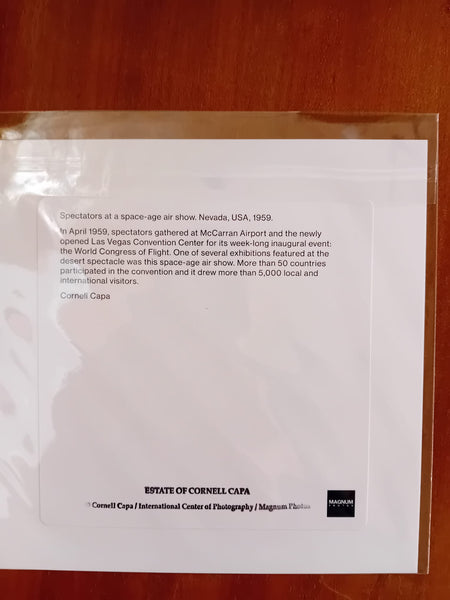 Spectators at a space-age air show. Nevada, USA, 1959.
In April 1959, spectators gathered at McCarran Airport and the newly
opened Las Vegas Convention Center for its week-long inaugural event:
the World Congress of Flight. One of several exhibitions featured at the
desert spectacle was this space-age air show. More than 50 countries
participated in the convention and it drew more than 5,000 local and
international visitors.
Cornell Capa
ESTATE OF CORNELL CAPA
© Cornell Capa / International Center of Photography / Magnum Photos
MAGNUM
PHOTOS